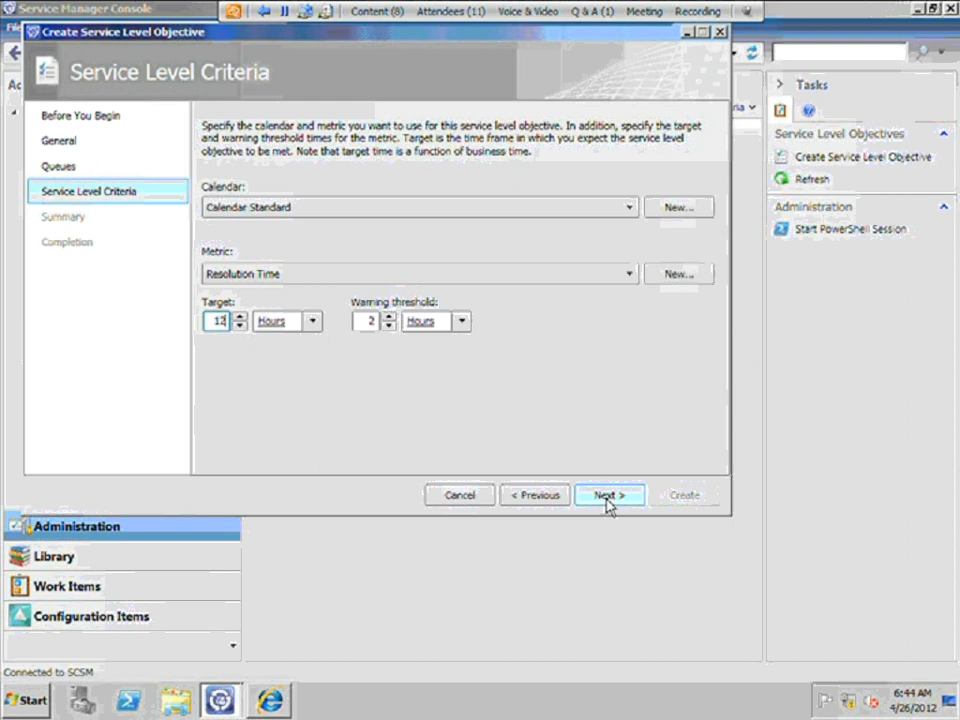 Service Manager Console
Content (8) Attendees (11) Voice & Video Q & A (1) Meeting Recording
Create Service Level Objective
Service Level Criteria
Before You Begin
General
Queues
Service Level Criteria
Summary
Completion
Specify the calendar and metric you want to use for this service level objective. In addition, specify the target
and warning threshold times for the metric. Target is the time frame in which you expect the service level
objective to be met. Note that target time is a function of business time.
Calendar:
Calendar Standard New...
Metric:
Resolution Time New...
Target: Warning threshold:
12 Hours 2 Hours
Cancel < Previous Next > Create
Tasks
Service Level Objectives
Create Service Level Objective
Refresh
Administration
Start PowerShell Session
Administration
Library
Work Items
Configuration Items
Connected to SCSM
Start
6:44 AM
4/26/2012